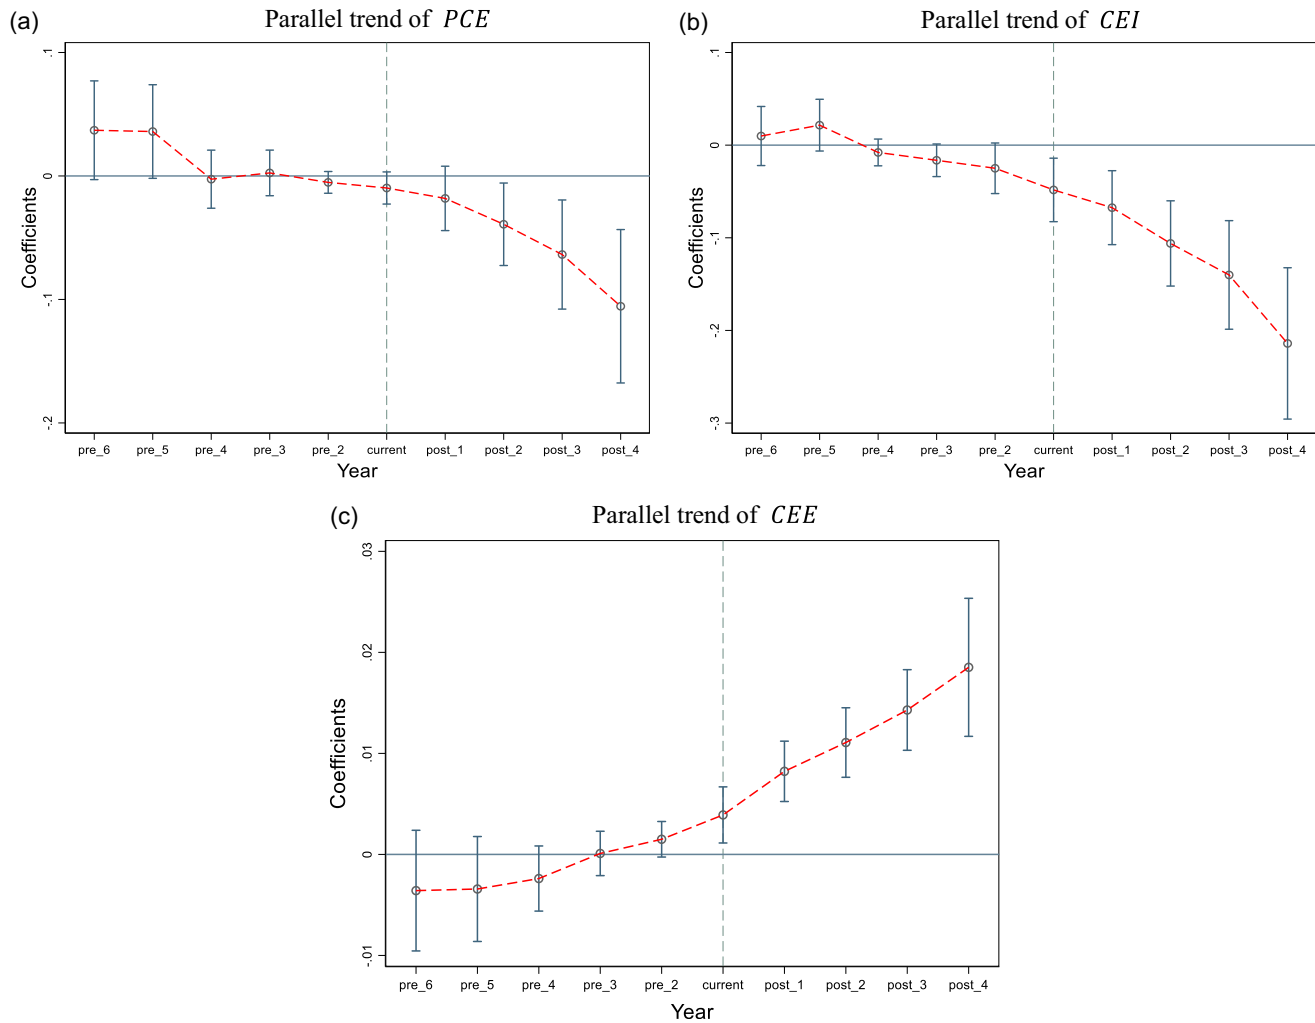 (a)
Parallel trend of PCE
Coefficients
.1
0
-.1
-.2
pre_6 pre_5 pre_4 pre_3 pre_2 current post_1 post_2 post_3 post_4
Year
(b)
Parallel trend of CEI
Coefficients
.1
0
-.1
-.2
-.3
pre_6 pre_5 pre_4 pre_3 pre_2 current post_1 post_2 post_3 post_4
Year
(c)
Parallel trend of CEE
Coefficients
.03
.02
.01
0
-.01
pre_6 pre_5 pre_4 pre_3 pre_2 current post_1 post_2 post_3 post_4
Year